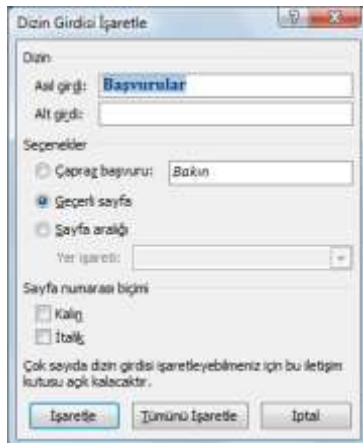 Dizin Girdisi İşaretle
Dizin
Asıl girdi: Başvurular
Alt girdi:
Seçenekler
Çapraz başvuru: Bakın
Geçerli sayfa
Sayfa aralığı
Yer işareti:
Sayfa numarası biçimi
Kalın
İtalik
Çok sayıda dizin girdisi işaretleyebilmeniz için bu iletişim
kutusu açık kalacaktır.
İşaretle Tümünü İşaretle İptal